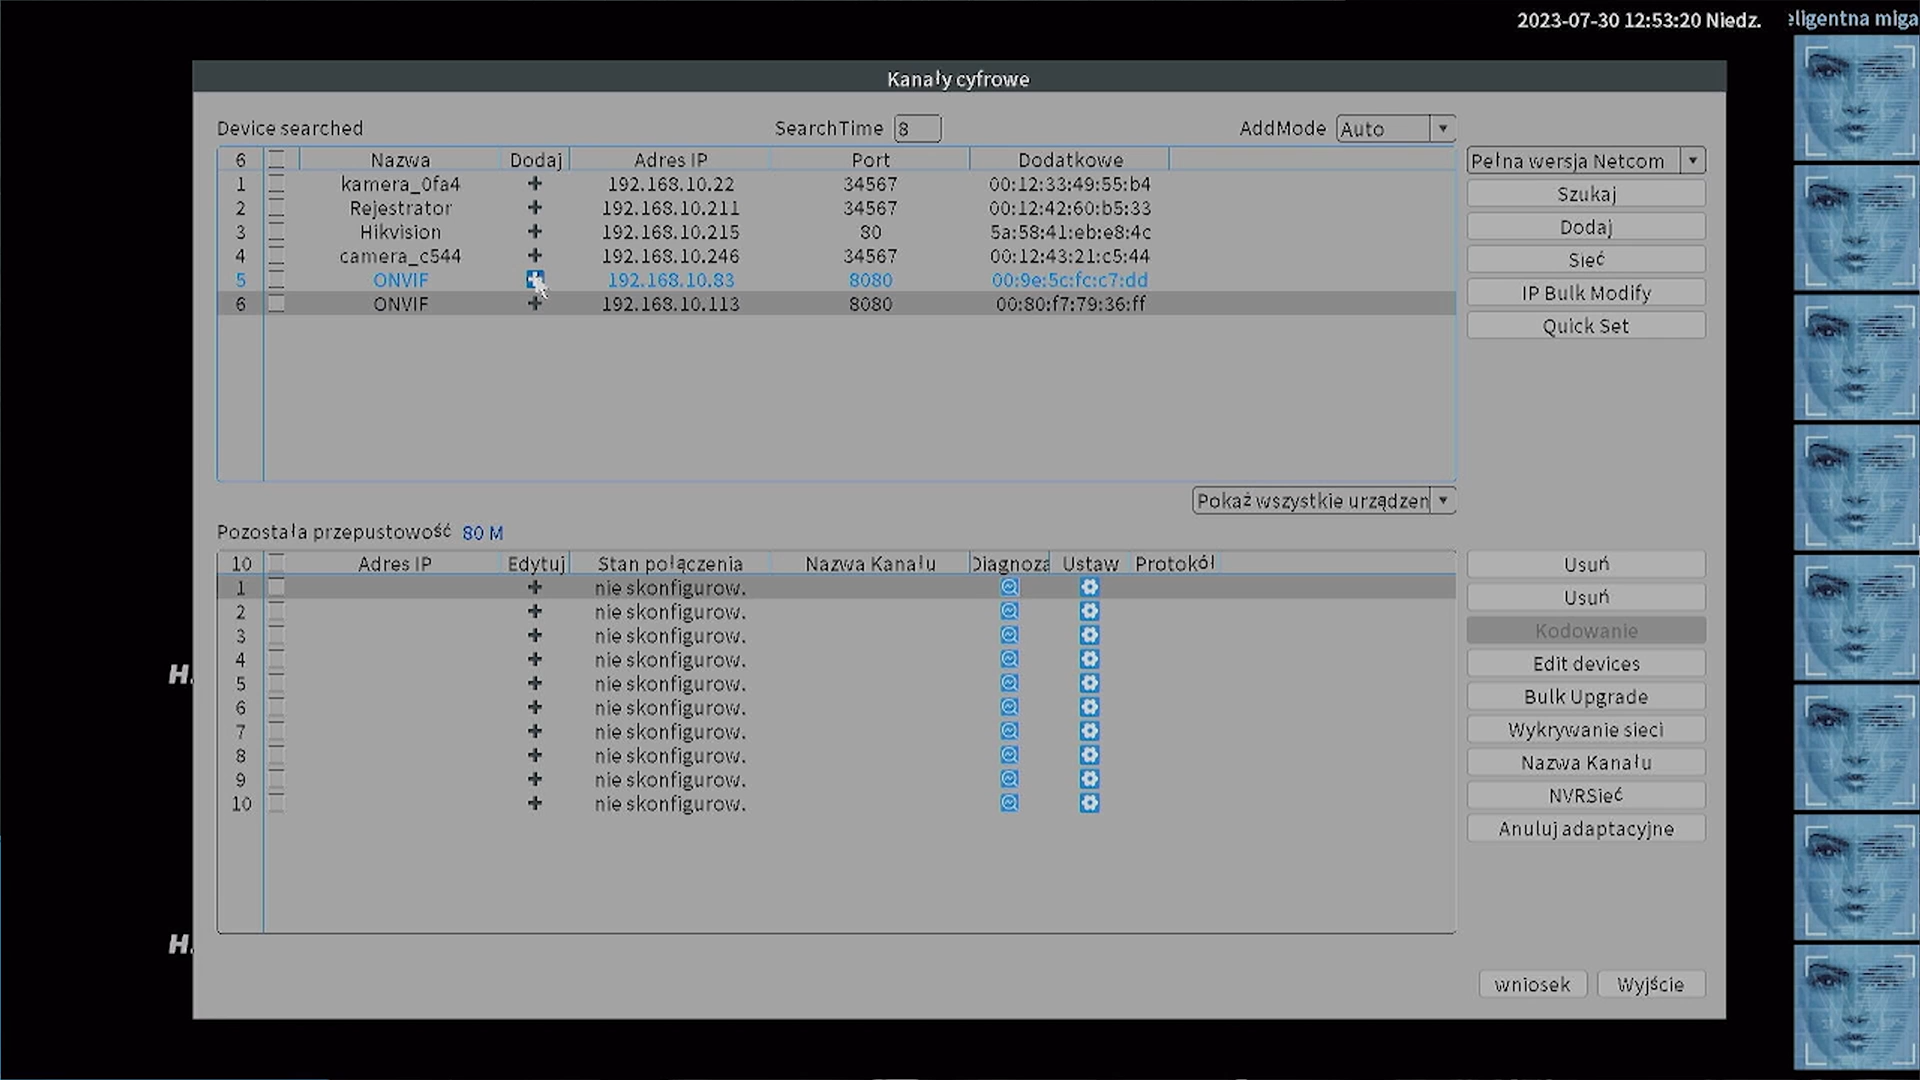 2023-07-30 12:53:20 Niedz.
eligentna miga
Kanały cyfrowe
Device searched SearchTime 8 AddMode Auto
6 Nazwa Dodaj Adres IP Port Dodatkowe
1 kamera_0fa4 + 192.168.10.22 34567 00:12:33:49:55:b4
2 Rejestrator + 192.168.10.211 34567 00:12:42:60:b5:33
3 Hikvision + 192.168.10.215 80 5a:58:41:eb:e8:4c
4 camera_c544 + 192.168.10.246 34567 00:12:43:21:c5:44
5 ONVIF + 192.168.10.83 8080 00:9e:5c:fc:c7:dd
6 ONVIF + 192.168.10.113 8080 00:80:f7:79:36:ff
Pełna wersja Netcom
Szukaj
Dodaj
Sieć
IP Bulk Modify
Quick Set
Pokaż wszystkie urządzen
Pozostała przepustowość 80 M
10 Adres IP Edytuj Stan połączenia Nazwa Kanału Diagnoza Ustaw Protokół
1 + nie skonfigurow.
2 + nie skonfigurow.
3 + nie skonfigurow.
4 + nie skonfigurow.
5 + nie skonfigurow.
6 + nie skonfigurow.
7 + nie skonfigurow.
8 + nie skonfigurow.
9 + nie skonfigurow.
10 + nie skonfigurow.
Usuń
Usuń
Kodowanie
Edit devices
Bulk Upgrade
Wykrywanie sieci
Nazwa Kanału
NVRSieć
Anuluj adaptacyjne
H.
H.
wniosek Wyjście